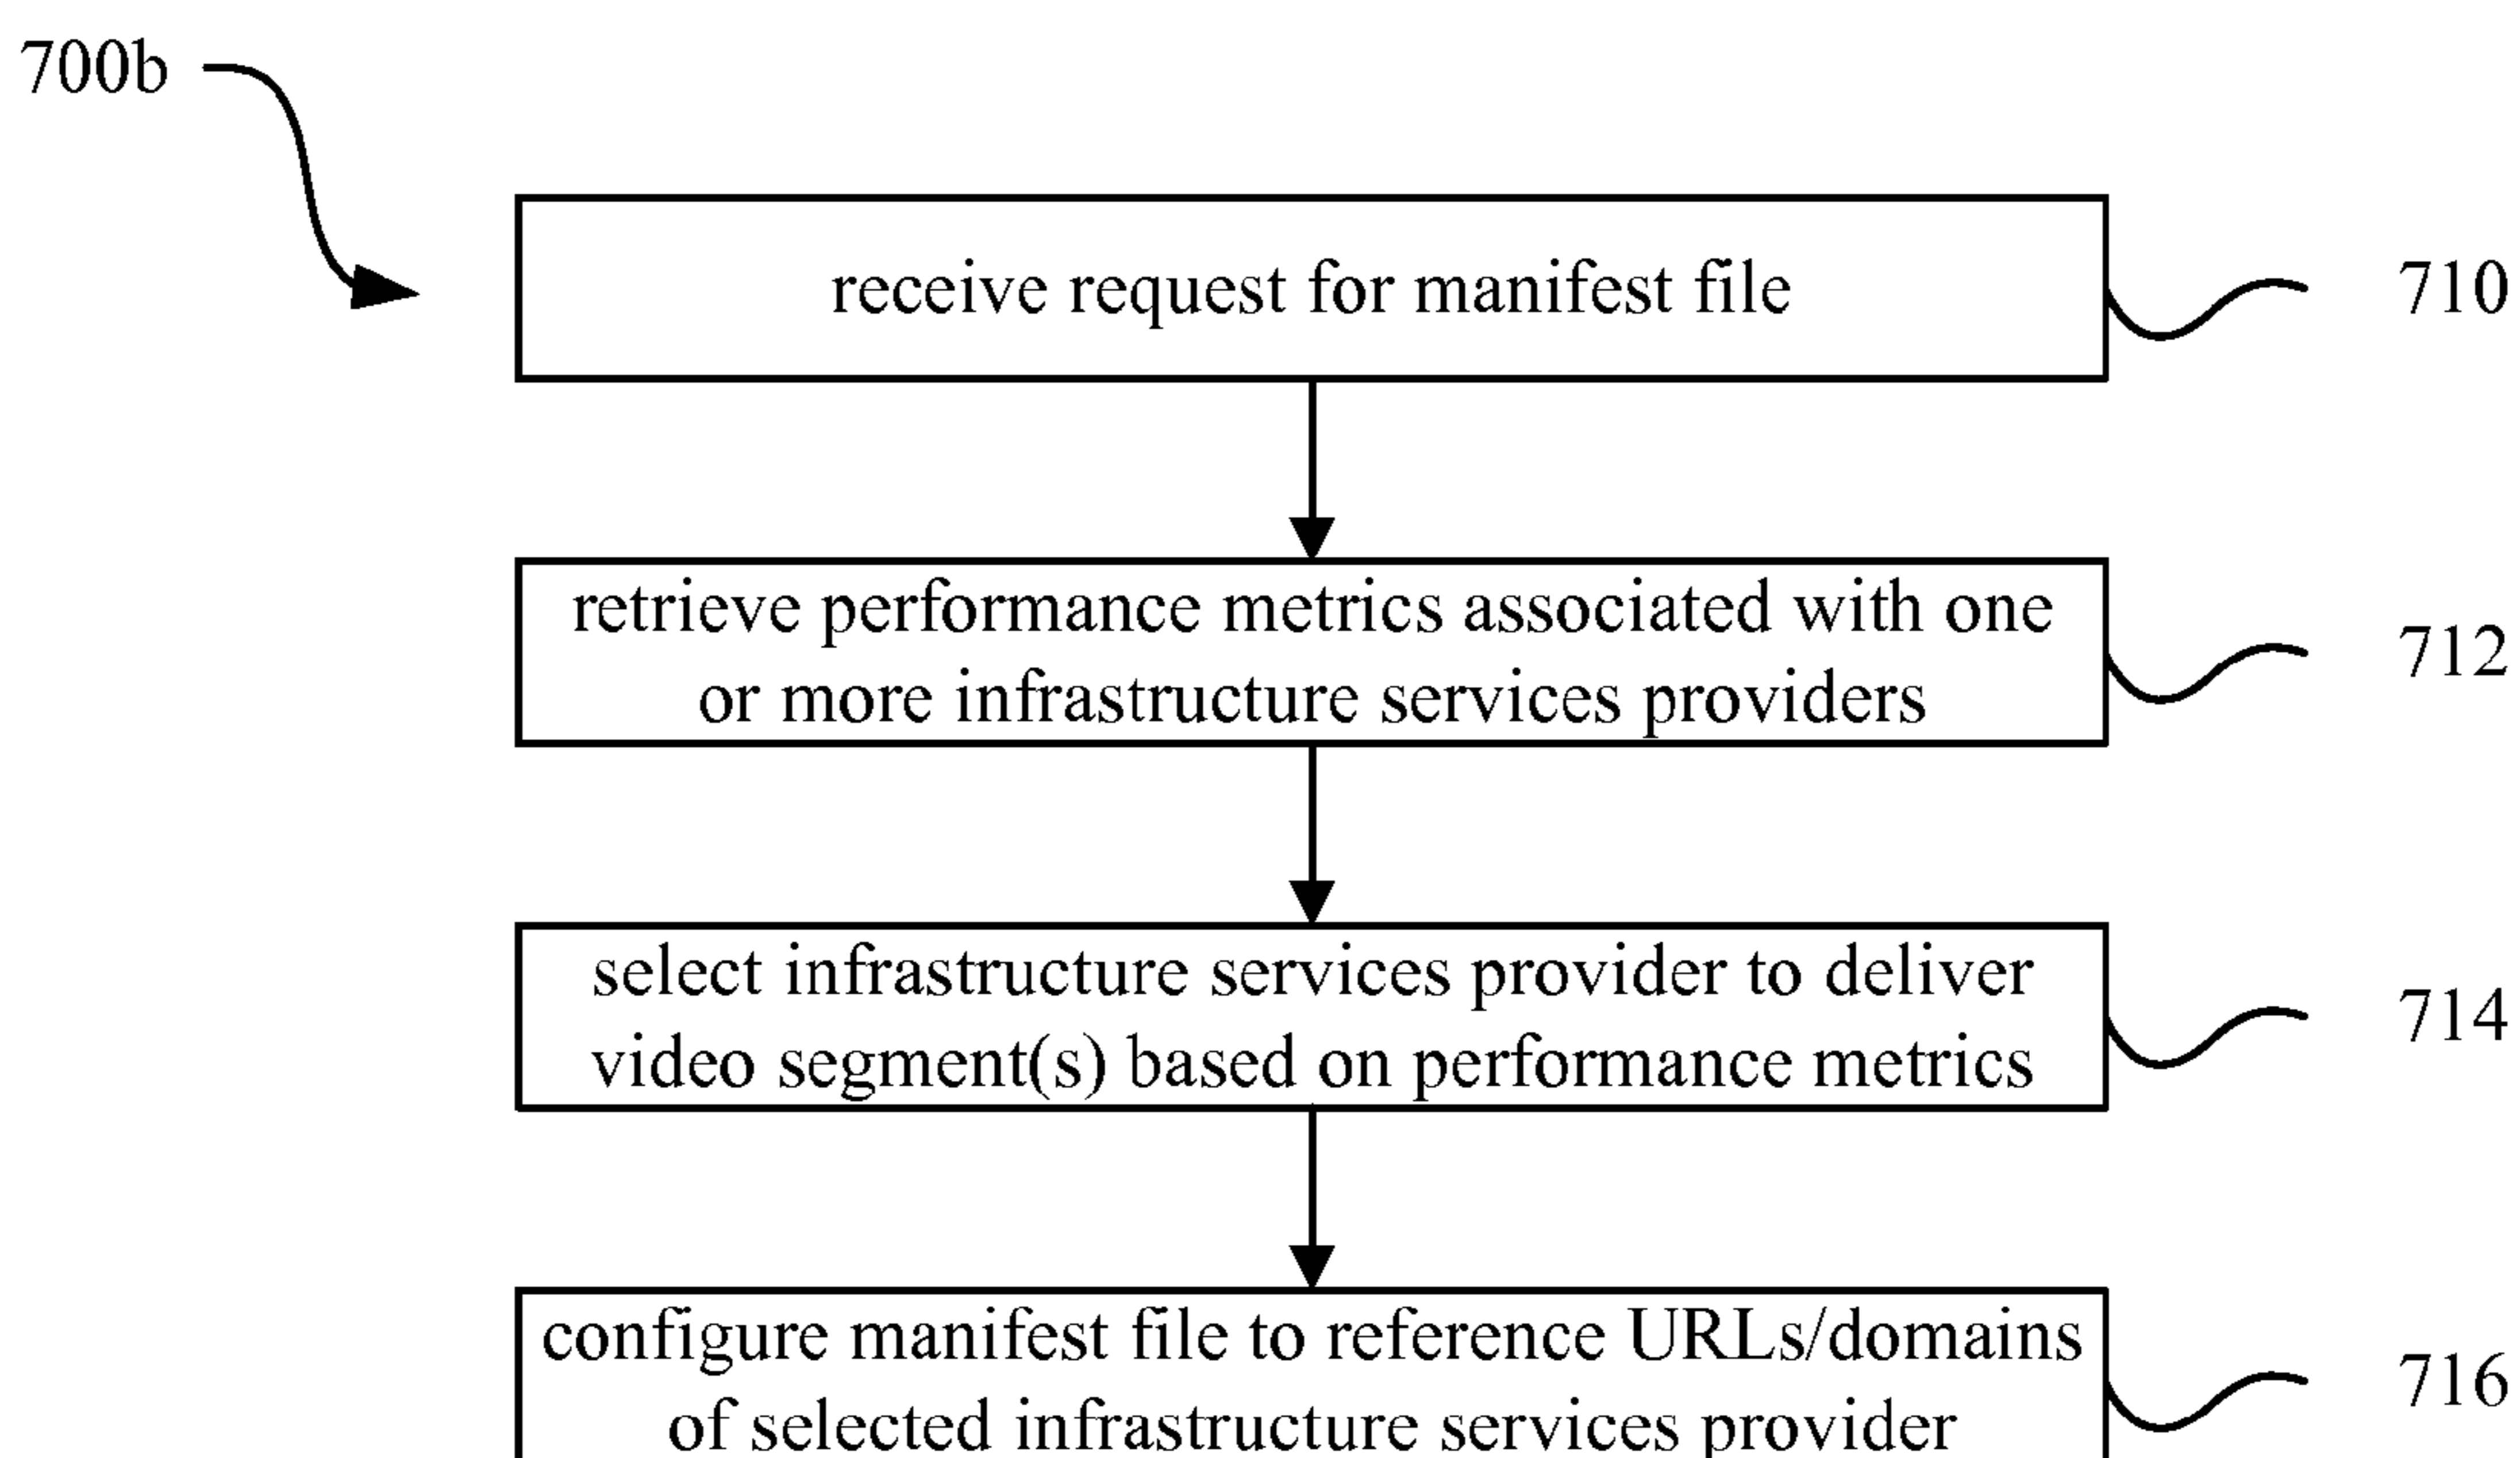 700b
receive request for manifest file
710
retrieve performance metrics associated with one
or more infrastructure services providers
712
select infrastructure services provider to deliver
video segment(s) based on performance metrics
714
configure manifest file to reference URLs/domains
of selected infrastructure services provider
716